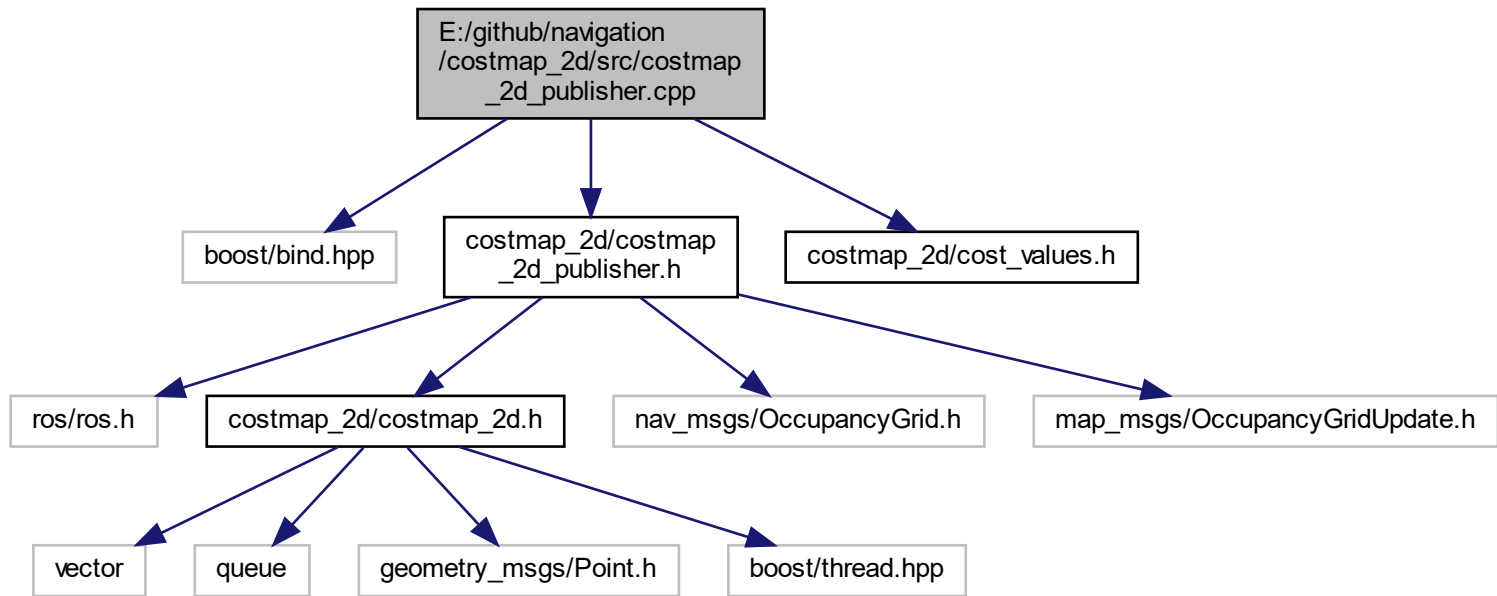 E:/github/navigation
/costmap_2d/src/costmap
_2d_publisher.cpp
boost/bind.hpp
costmap_2d/costmap
_2d_publisher.h
costmap_2d/cost_values.h
ros/ros.h
costmap_2d/costmap_2d.h
nav_msgs/OccupancyGrid.h
map_msgs/OccupancyGridUpdate.h
vector
queue
geometry_msgs/Point.h
boost/thread.hpp